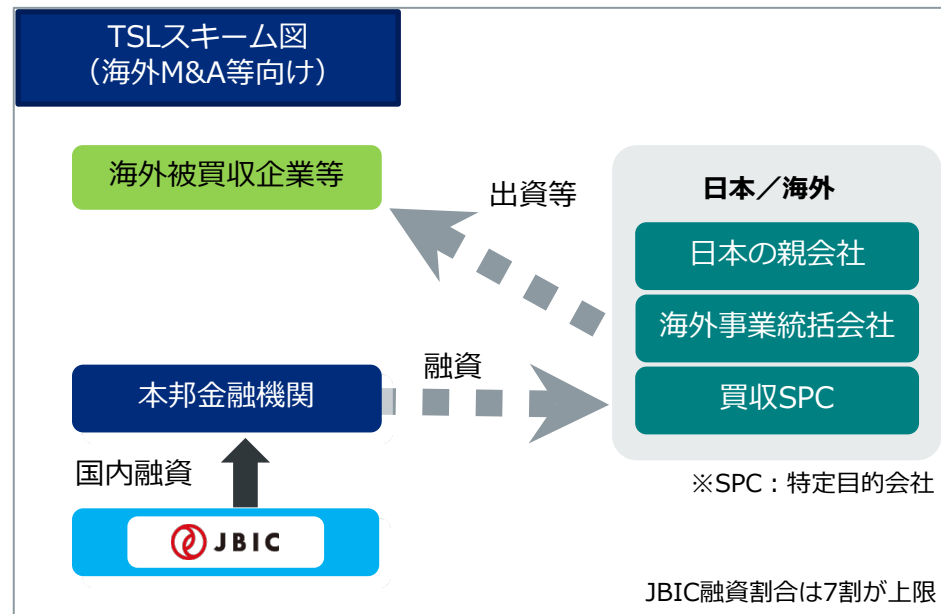 TSLスキーム図
（海外M&A等向け）
海外被買収企業等
出資等
日本／海外
日本の親会社
海外事業統括会社
買収SPC
融資
本邦金融機関
国内融資
JBIC
※SPC：特定目的会社
JBIC融資割合は7割が上限